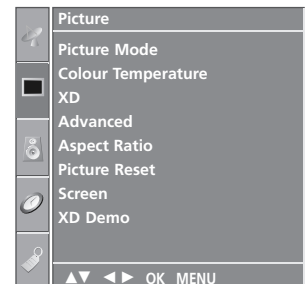 Picture
Picture Mode
Colour Temperature
XD
Advanced
Aspect Ratio
Picture Reset
Screen
XD Demo
▲▼ ◄► OK MENU